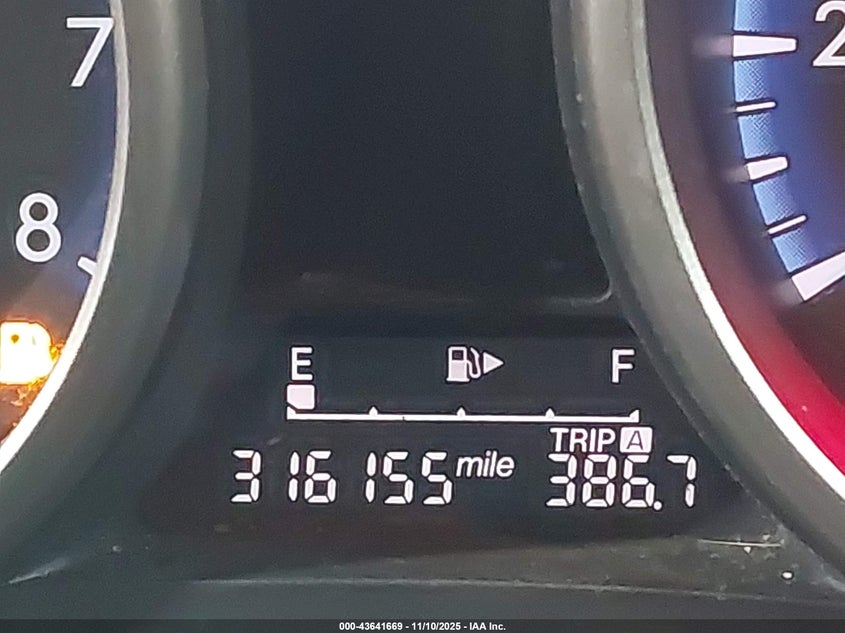 7
8
2
E F
TRIP A
316155 mile 386.7
000-43641669 - 11/10/2025 - IAA Inc.